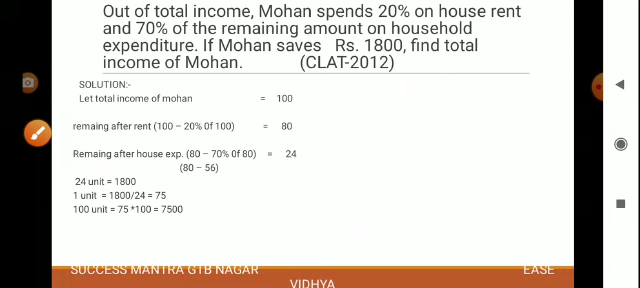 Out of total income, Mohan spends 20% on house rent
and 70% of the remaining amount on household
expenditure. If Mohan saves Rs. 1800, find total
income of Mohan. (CLAT-2012)
SOLUTION:-
Let total income of mohan = 100
remaing after rent (100 – 20% 0f 100) = 80
Remaing after house exp. (80 – 70% 0f 80) = 24
(80 – 56)
24 unit = 1800
1 unit = 1800/24 = 75
100 unit = 75 *100 = 7500
SUCCESS MANTRA GTB NAGAR EASE
VIDHYA